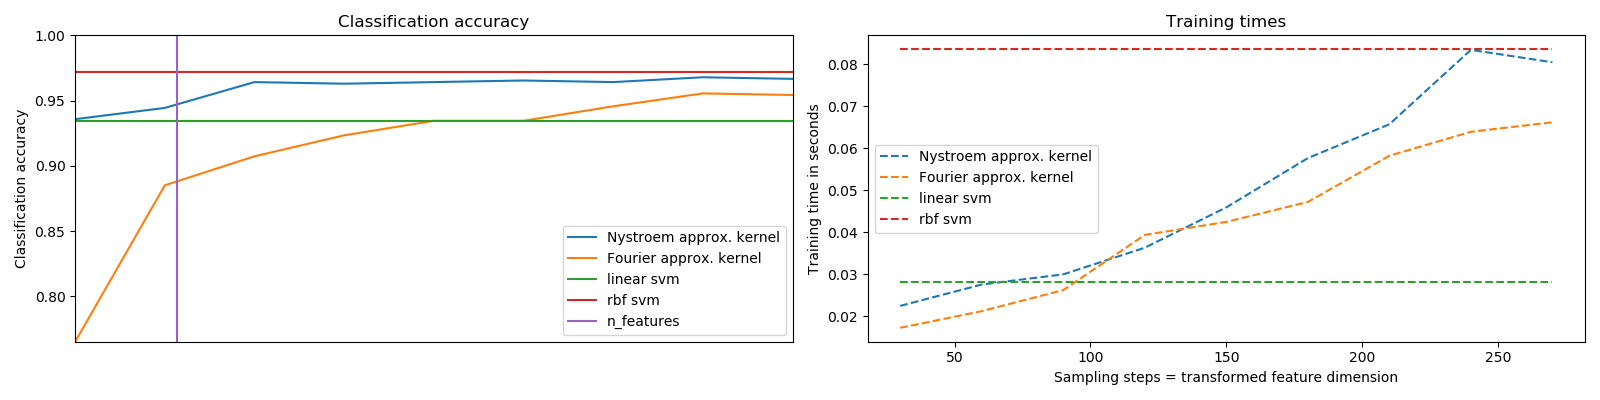 Classification accuracy
Classification accuracy
1.00
0.95
0.90
0.85
0.80
Nystroem approx. kernel
Fourier approx. kernel
linear svm
rbf svm
n_features
Training times
Training time in seconds
0.08
0.07
0.06
0.05
0.04
0.03
0.02
Nystroem approx. kernel
Fourier approx. kernel
linear svm
rbf svm
50 100 150 200 250
Sampling steps = transformed feature dimension